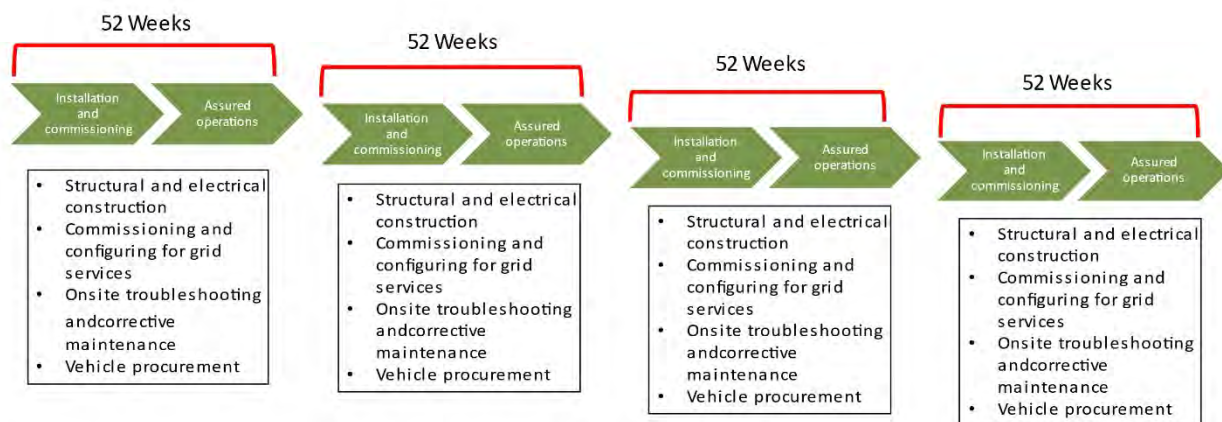 52 Weeks
Installation
and
commissioning
Assured
operations
• Structural and electrical
construction
• Commissioning and
configuring for grid
services
• Onsite troubleshooting
andcorrective
maintenance
• Vehicle procurement
52 Weeks
Installation
and
commissioning
Assured
operations
• Structural and electrical
construction
• Commissioning and
configuring for grid
services
• Onsite troubleshooting
andcorrective
maintenance
• Vehicle procurement
52 Weeks
Installation
and
commissioning
Assured
operations
• Structural and electrical
construction
• Commissioning and
configuring for grid
services
• Onsite troubleshooting
andcorrective
maintenance
• Vehicle procurement
52 Weeks
Installation
and
commissioning
Assured
operations
• Structural and electrical
construction
• Commissioning and
configuring for grid
services
• Onsite troubleshooting
andcorrective
maintenance
• Vehicle procurement